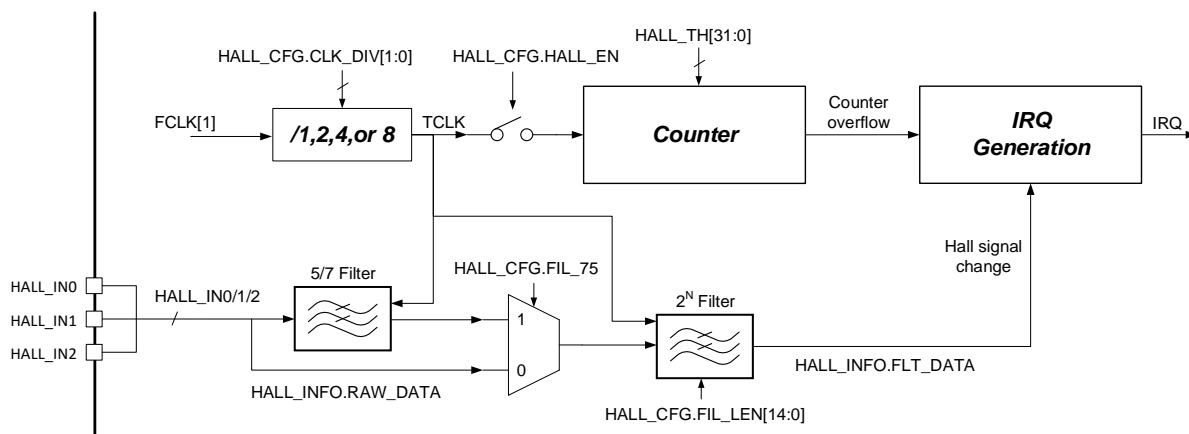 HALL_TH[31:0]
HALL_CFG.CLK_DIV[1:0]
HALL_CFG.HALL_EN
FCLK[1]
/1,2,4,or 8
TCLK
Counter
Counter
overflow
IRQ
Generation
IRQ
Hall signal
change
HALL_IN0
HALL_IN1
HALL_IN2
HALL_IN0/1/2
5/7 Filter
HALL_CFG.FIL_75
1
0
2^N Filter
HALL_INFO.RAW_DATA
HALL_INFO.FLT_DATA
HALL_CFG.FIL_LEN[14:0]